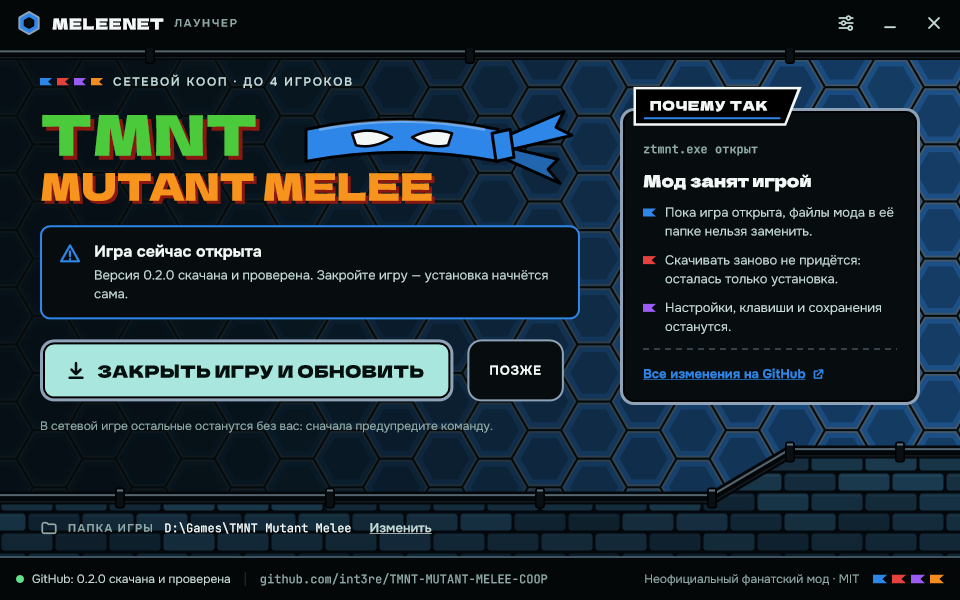 MELEENET ЛАУНЧЕР
СЕТЕВОЙ КООП · ДО 4 ИГРОКОВ
TMNT
MUTANT MELEE
Игра сейчас открыта
Версия 0.2.0 скачана и проверена. Закройте игру — установка начнётся
сама.
ЗАКРЫТЬ ИГРУ И ОБНОВИТЬ
ПОЗЖЕ
В сетевой игре остальные останутся без вас: сначала предупредите команду.
ПОЧЕМУ ТАК
ztmnt.exe открыт
Мод занят игрой
Пока игра открыта, файлы мода в её
папке нельзя заменить.
Скачивать заново не придётся:
осталась только установка.
Настройки, клавиши и сохранения
останутся.
Все изменения на GitHub
ПАПКА ИГРЫ D:\Games\TMNT Mutant Melee Изменить
GitHub: 0.2.0 скачана и проверена github.com/int3re/TMNT-MUTANT-MELEE-COOP Неофициальный фанатский мод · MIT